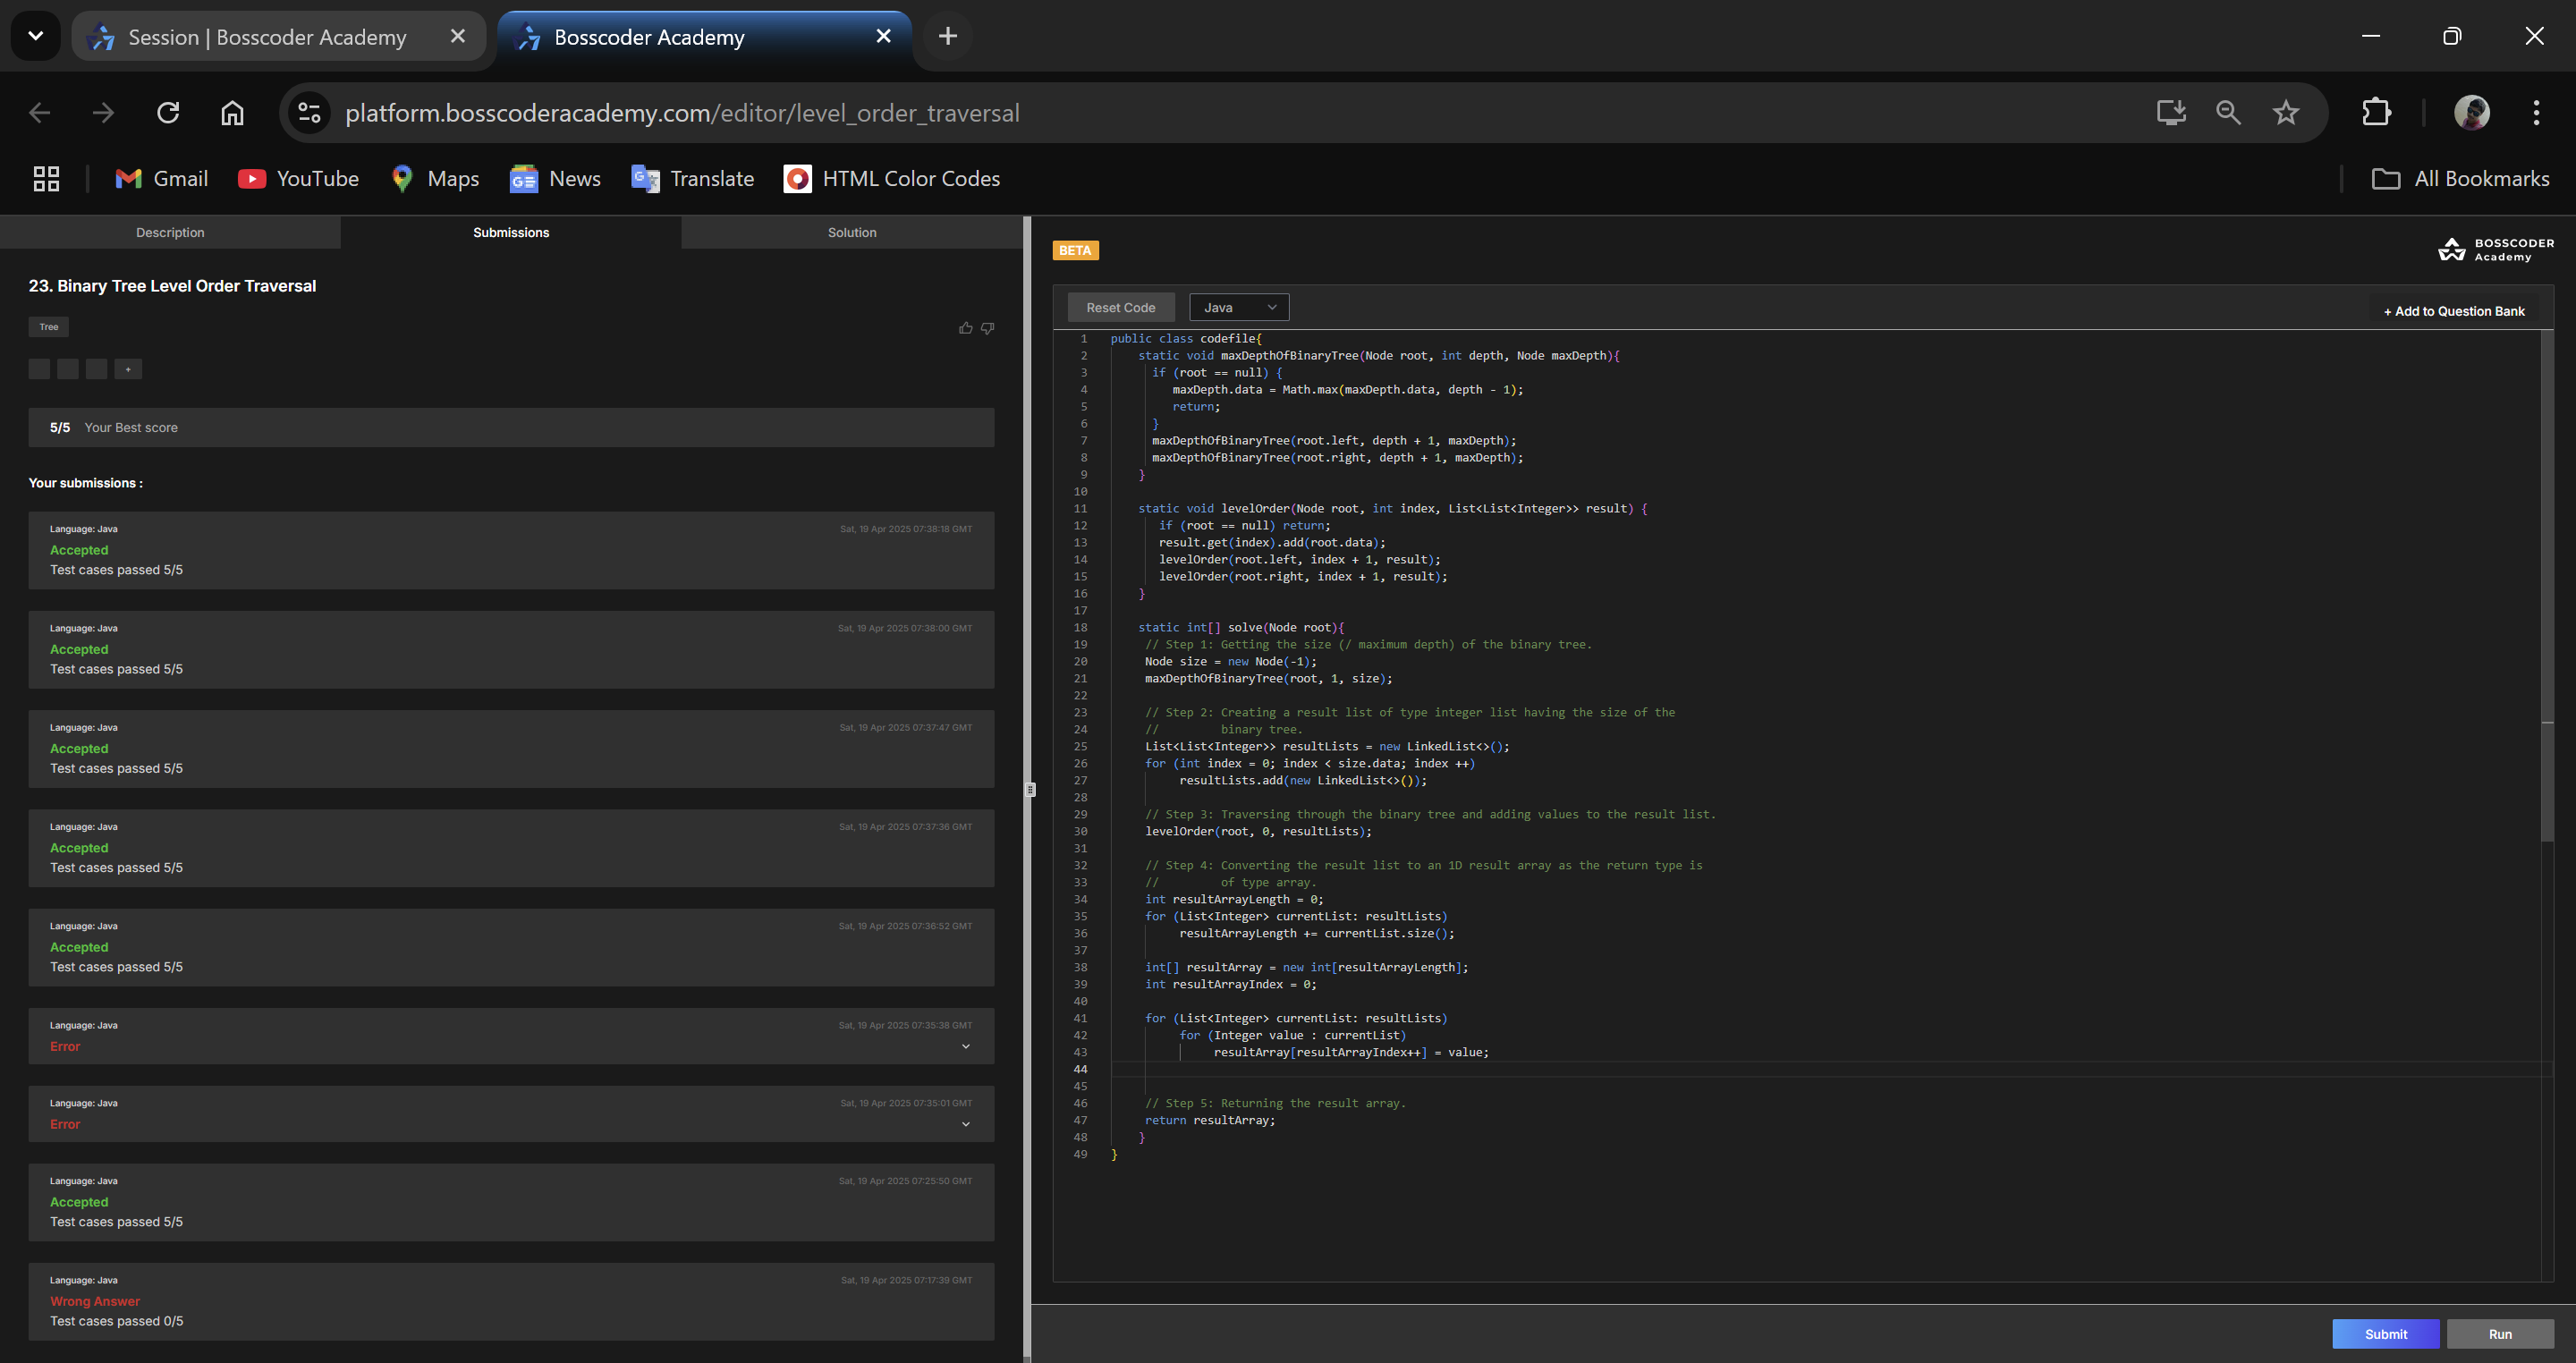 Session | Bosscoder Academy
Bosscoder Academy
platform.bosscoderacademy.com/editor/level_order_traversal
Gmail
YouTube
Maps
News
Translate
HTML Color Codes
All Bookmarks
Description
Submissions
Solution
23. Binary Tree Level Order Traversal
Tree
+
5/5 Your Best score
Your submissions :
Language: Java Sat, 19 Apr 2025 07:38:18 GMT
Accepted
Test cases passed 5/5
Language: Java Sat, 19 Apr 2025 07:38:00 GMT
Accepted
Test cases passed 5/5
Language: Java Sat, 19 Apr 2025 07:37:47 GMT
Accepted
Test cases passed 5/5
Language: Java Sat, 19 Apr 2025 07:37:36 GMT
Accepted
Test cases passed 5/5
Language: Java Sat, 19 Apr 2025 07:36:52 GMT
Accepted
Test cases passed 5/5
Language: Java Sat, 19 Apr 2025 07:35:38 GMT
Error
Language: Java Sat, 19 Apr 2025 07:35:01 GMT
Error
Language: Java Sat, 19 Apr 2025 07:25:50 GMT
Accepted
Test cases passed 5/5
Language: Java Sat, 19 Apr 2025 07:17:39 GMT
Wrong Answer
Test cases passed 0/5
BETA
BOSSCODER
Academy
Reset Code
Java
+ Add to Question Bank
1 public class codefile{
2 static void maxDepthOfBinaryTree(Node root, int depth, Node maxDepth){
3 if (root == null) {
4 maxDepth.data = Math.max(maxDepth.data, depth - 1);
5 return;
6 }
7 maxDepthOfBinaryTree(root.left, depth + 1, maxDepth);
8 maxDepthOfBinaryTree(root.right, depth + 1, maxDepth);
9 }
10
11 static void levelOrder(Node root, int index, List<List<Integer>> result) {
12 if (root == null) return;
13 result.get(index).add(root.data);
14 levelOrder(root.left, index + 1, result);
15 levelOrder(root.right, index + 1, result);
16 }
17
18 static int[] solve(Node root){
19 // Step 1: Getting the size (/ maximum depth) of the binary tree.
20 Node size = new Node(-1);
21 maxDepthOfBinaryTree(root, 1, size);
22
23 // Step 2: Creating a result list of type integer list having the size of the
24 // binary tree.
25 List<List<Integer>> resultLists = new LinkedList<>();
26 for (int index = 0; index < size.data; index ++)
27 resultLists.add(new LinkedList<>());
28
29 // Step 3: Traversing through the binary tree and adding values to the result list.
30 levelOrder(root, 0, resultLists);
31
32 // Step 4: Converting the result list to an 1D result array as the return type is
33 // of type array.
34 int resultArrayLength = 0;
35 for (List<Integer> currentList: resultLists)
36 resultArrayLength += currentList.size();
37
38 int[] resultArray = new int[resultArrayLength];
39 int resultArrayIndex = 0;
40
41 for (List<Integer> currentList: resultLists)
42 for (Integer value : currentList)
43 resultArray[resultArrayIndex++] = value;
44
45
46 // Step 5: Returning the result array.
47 return resultArray;
48 }
49 }
Submit
Run